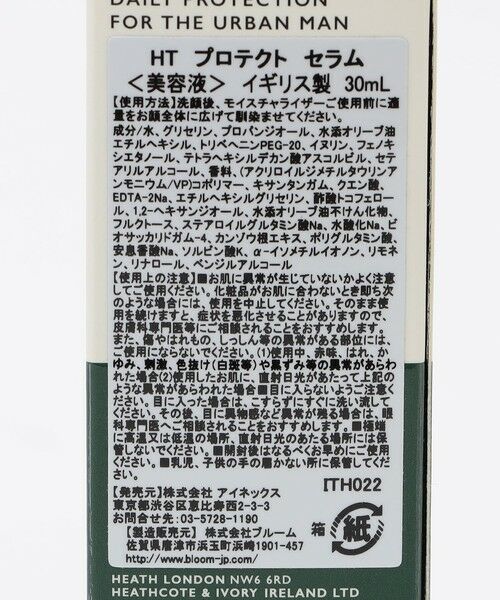 DAILY PROTECTION
FOR THE URBAN MAN
HT プロテクト セラム
＜美容液＞ イギリス製 30mL
【使用方法】洗顔後、モイスチャライザーご使用前に適
量をお顔全体に広げて馴染ませてください。
成分/水、グリセリン、プロパンジオール、水添オリーブ油
エチルヘキシル、トリベヘニンPEG-20、イヌリン、フェノキ
シエタノール、テトラヘキシルデカン酸アスコルビル、セテ
アリルアルコール、香料、(アクリロイルジメチルタウリンア
ンモニウム/VP)コポリマー、キサンタンガム、クエン酸、
EDTA-2Na、エチルヘキシルグリセリン、酢酸トコフェロ
ール、1,2-ヘキサンジオール、水添オリーブ油不けん化物、
フルクトース、ステアロイルグルタミン酸Na、水酸化Na、ビ
オサッカリドガム-4、カンゾウ根エキス、ポリグルタミン酸、
安息香酸Na、ソルビン酸K、α-イソメチルイオノン、リモネ
ン、リナロール、ベンジルアルコール
【使用上の注意】■お肌に異常が生じていないかよく注意
してご使用ください。化粧品がお肌に合わないとき即ち次
のような場合には、使用を中止してください。そのまま使用
を続けますと、症状を悪化させることがありますので、
皮膚科専門医等にご相談されることをおすすめします。
また、傷やはれもの、しっしん等の異常がある部位には、
ご使用にならないでください。(1)使用中、赤味、はれ、か
ゆみ、刺激、色抜け(白斑等)や黒ずみ等の異常があらわ
れた場合(2)使用したお肌に、直射日光があたって上記の
ような異常があらわれた場合■目に入らないようご注意くだ
さい。目に入った場合は、こすらずにすぐに洗い流して
ください。その後、目に異物感など異常が残る場合は、眼
科専門医へご相談されることをおすすめします。■極端
に高温又は低温の場所、直射日光のあたる場所には保
管しないでください。■開封後はなるべくお早めにご使用
ください。■乳児、子供の手の届かない所に保管してくだ
さい。
【発売元】株式会社 アイネックス
東京都渋谷区恵比寿西2-3-3
お問い合せ/ 03-5728-1190
ITH022
【製造販売元】株式会社ブルーム
佐賀県唐津市浜玉町浜崎1901-457
http://www.bloom-jp.com/
箱
紙
HEATH LONDON NW6 6RD
HEATHCOTE & IVORY IRELAND LTD